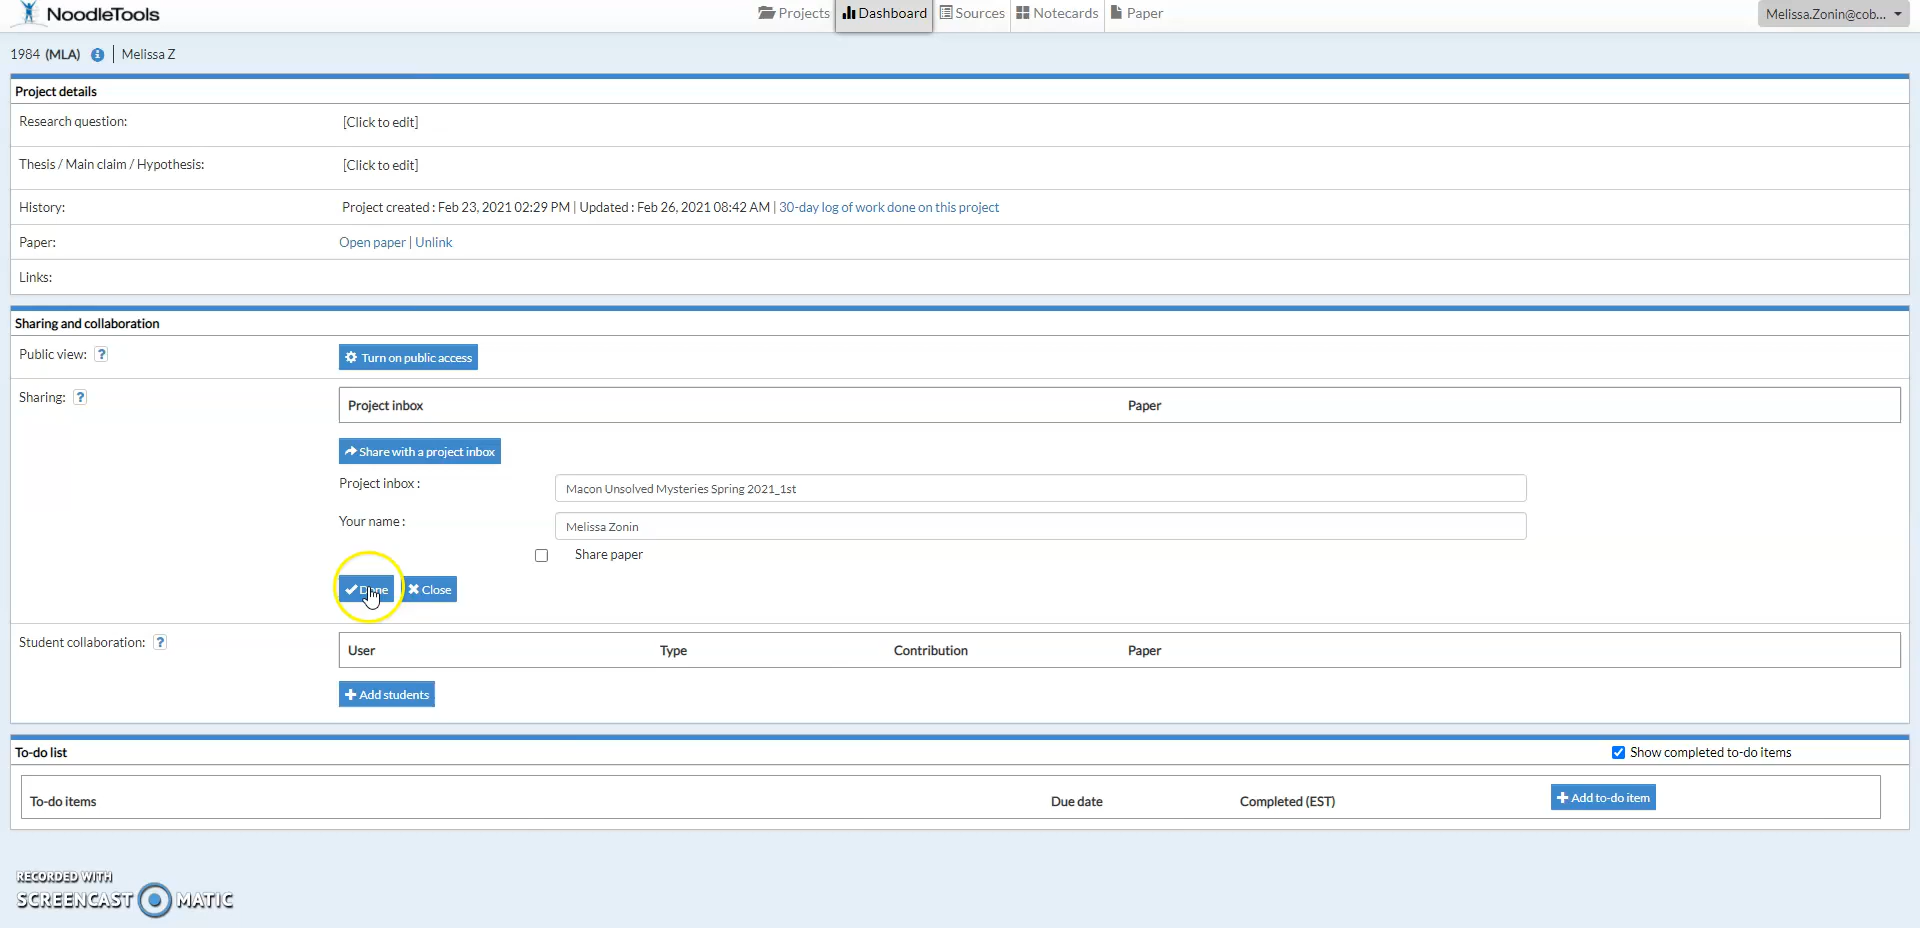 NoodleTools
Projects
Dashboard
Sources
Notecards
Paper
Melissa.Zonin@cob...
1984 (MLA)
Melissa Z
Project details
Research question:
[Click to edit]
Thesis / Main claim / Hypothesis:
[Click to edit]
History:
Project created : Feb 23, 2021 02:29 PM | Updated : Feb 26, 2021 08:42 AM | 30-day log of work done on this project
Paper:
Open paper | Unlink
Links:
Sharing and collaboration
Public view: ?
Turn on public access
Sharing: ?
Project inbox
Paper
Share with a project inbox
Project inbox :
Macon Unsolved Mysteries Spring 2021_1st
Your name :
Melissa Zonin
Share paper
Done
Close
Student collaboration: ?
User
Type
Contribution
Paper
Add students
To-do list
Show completed to-do items
To-do items
Due date
Completed (EST)
Add to-do item
RECORDED WITH
SCREENCAST MATIC